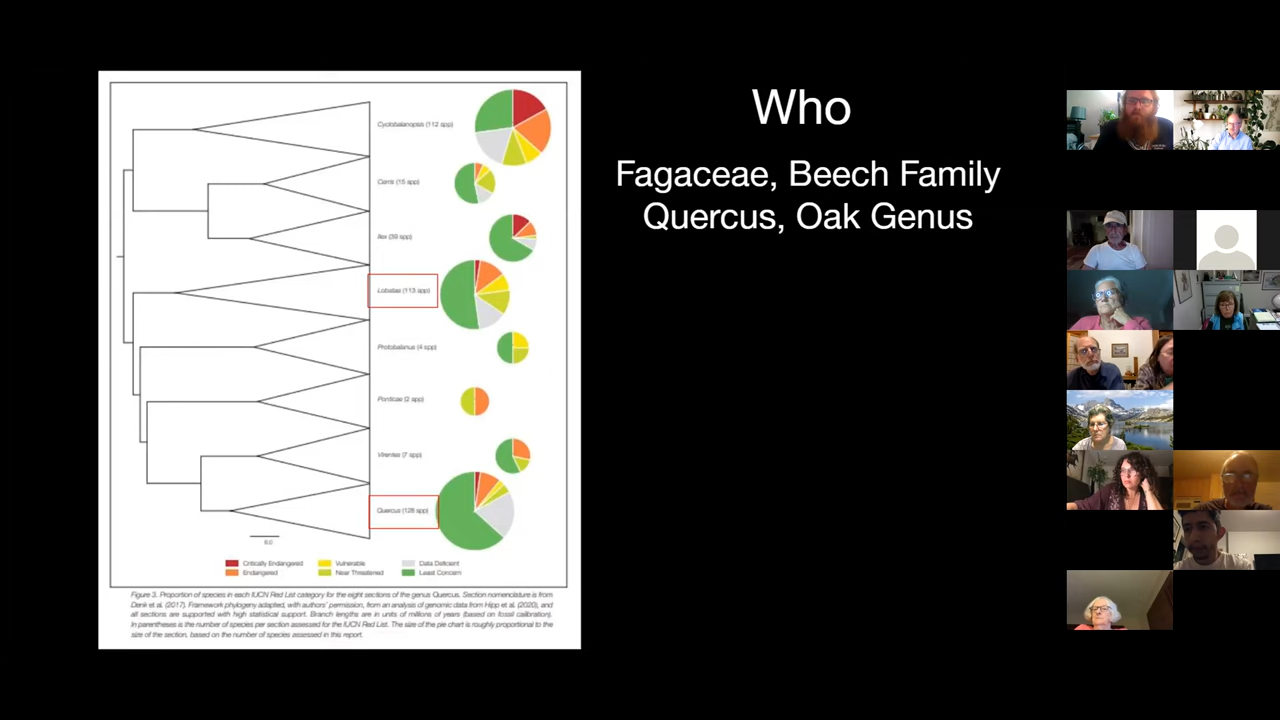 Who
Fagaceae, Beech Family
Quercus, Oak Genus
Cyclobalanopsis (112 spp)
Cerris (15 spp)
Ilex (39 spp)
Lobatae (113 spp)
Protobalanus (4 spp)
Ponticae (2 spp)
Virentes (7 spp)
Quercus (128 spp)
Critically Endangered
Vulnerable
Data Deficient
Endangered
Near Threatened
Least Concern
Figure 3. Proportion of species in each IUCN Red List category for the eight sections of the genus Quercus. Section nomenclature is from
Denk et al. (2017). Framework phylogeny adapted, with authors' permission, from an analysis of genomic data from Hipp et al. (2020), and
all sections are supported with high statistical support. Branch lengths are in units of millions of years (based on fossil calibration).
In parentheses is the number of species per section assessed for the IUCN Red List. The size of the pie chart is roughly proportional to the
size of the section, based on the number of species assessed in this report.